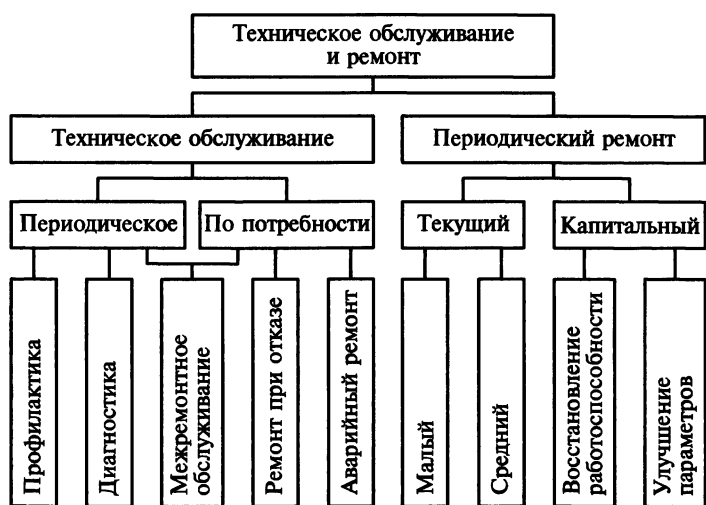 Техническое обслуживание
и ремонт
Техническое обслуживание
Периодический ремонт
Периодическое
По потребности
Текущий
Капитальный
Профилактика
Диагностика
Межремонтное
обслуживание
Ремонт при отказе
Аварийный ремонт
Малый
Средний
Восстановление
работоспособности
Улучшение
параметров